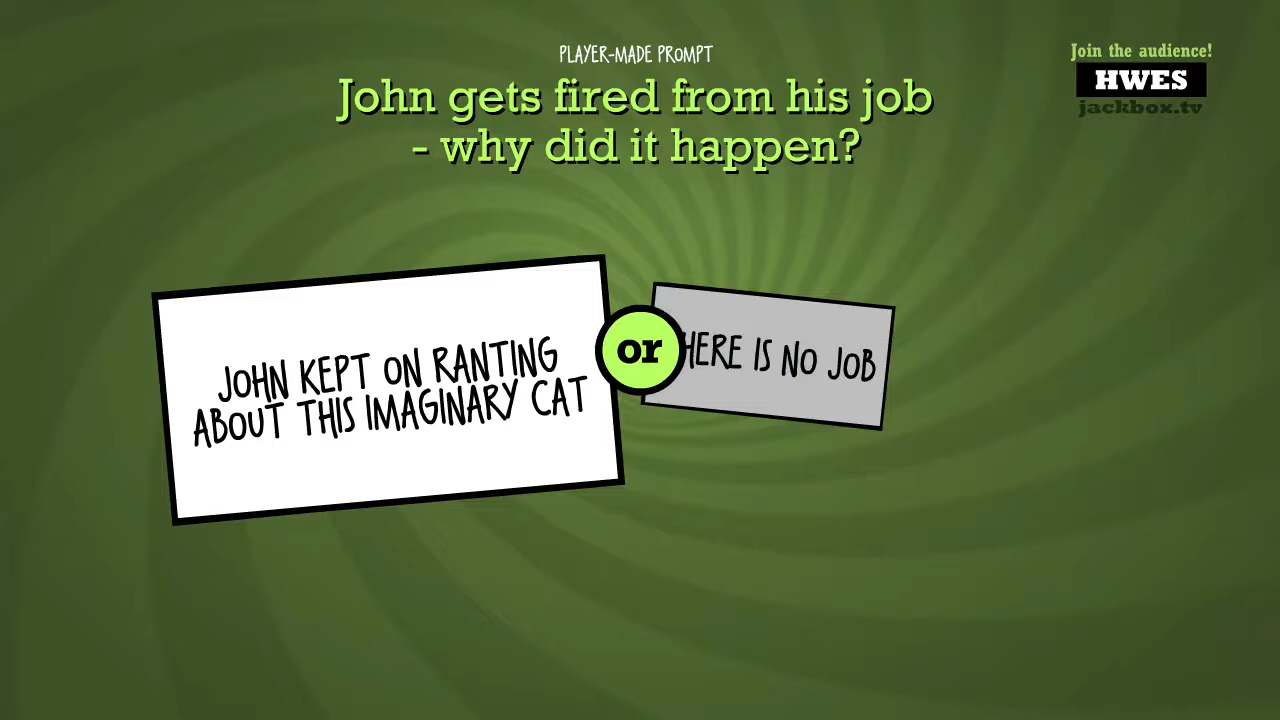 PLAYER-MADE PROMPT
John gets fired from his job
- why did it happen?
Join the audience!
HWES
jackbox.tv
JOHN KEPT ON RANTING
ABOUT THIS IMAGINARY CAT
or
HERE IS NO JOB